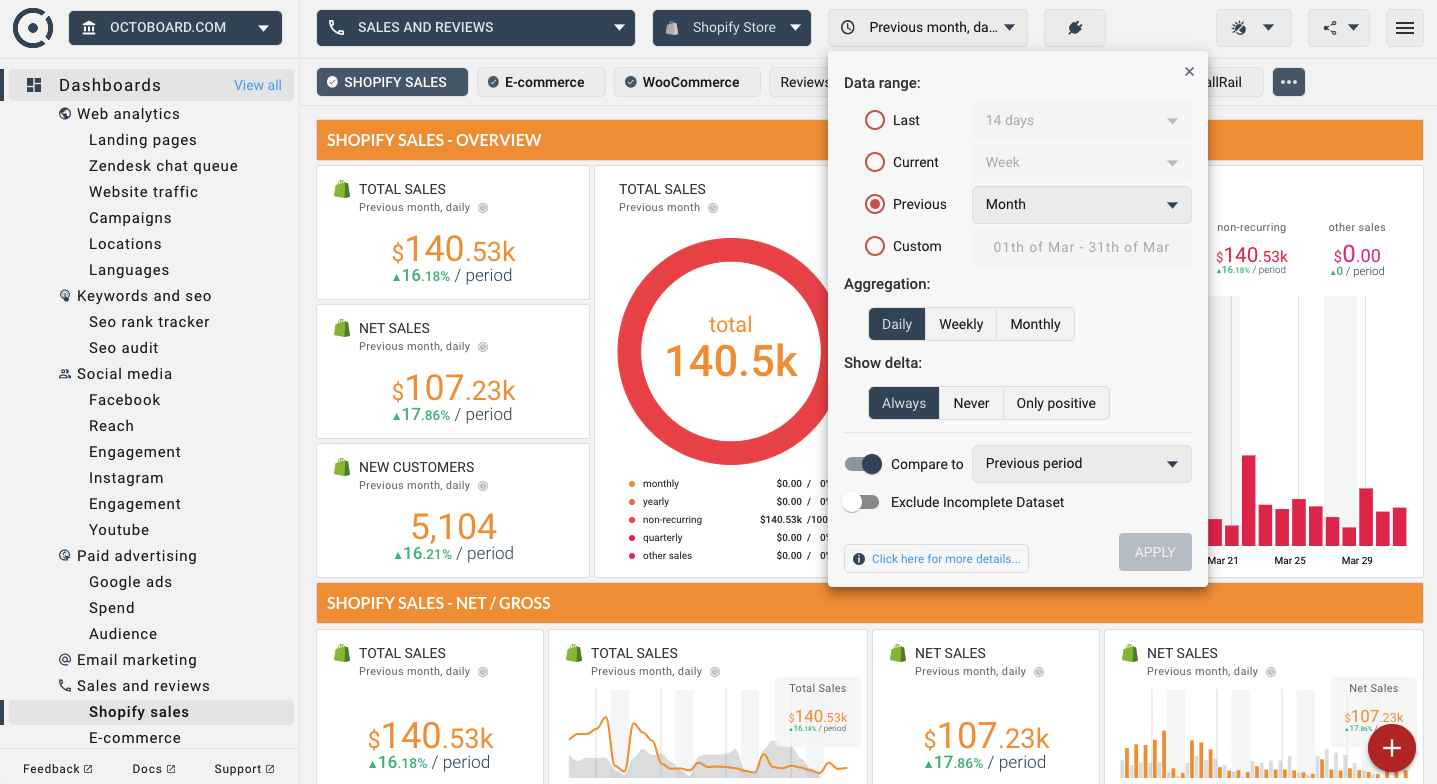 OCTOBOARD.COM
SALES AND REVIEWS
Shopify Store
Previous month, da...
Dashboards
View all
Web analytics
Landing pages
Zendesk chat queue
Website traffic
Campaigns
Locations
Languages
Keywords and seo
Seo rank tracker
Seo audit
Social media
Facebook
Reach
Engagement
Instagram
Engagement
Youtube
Paid advertising
Google ads
Spend
Audience
Email marketing
Sales and reviews
Shopify sales
E-commerce
Feedback
Docs
Support
SHOPIFY SALES
E-commerce
WooCommerce
Reviews
allRail
SHOPIFY SALES - OVERVIEW
TOTAL SALES
Previous month, daily
$140.53k
▲16.18% / period
NET SALES
Previous month, daily
$107.23k
▲17.86% / period
NEW CUSTOMERS
Previous month, daily
5,104
▲16.21% / period
TOTAL SALES
Previous month
total
140.5k
monthly $0.00 / 0%
yearly $0.00 / 0%
non-recurring $140.53k /100
quarterly $0.00 / 0%
other sales $0.00 / 0%
Data range:
Last 14 days
Current Week
Previous Month
Custom 01th of Mar - 31th of Mar
Aggregation:
Daily Weekly Monthly
Show delta:
Always Never Only positive
Compare to Previous period
Exclude Incomplete Dataset
Click here for more details...
APPLY
non-recurring
$140.53k
▲16.18% / period
other sales
$0.00
▲0 / period
Mar 21 Mar 25 Mar 29
SHOPIFY SALES - NET / GROSS
TOTAL SALES
Previous month, daily
$140.53k
▲16.18% / period
TOTAL SALES
Previous month, daily
Total Sales
$140.53k
▲16.18% / period
NET SALES
Previous month, daily
$107.23k
▲17.86% / period
NET SALES
Previous month, daily
Net Sales
$107.23k
▲17.86% / period